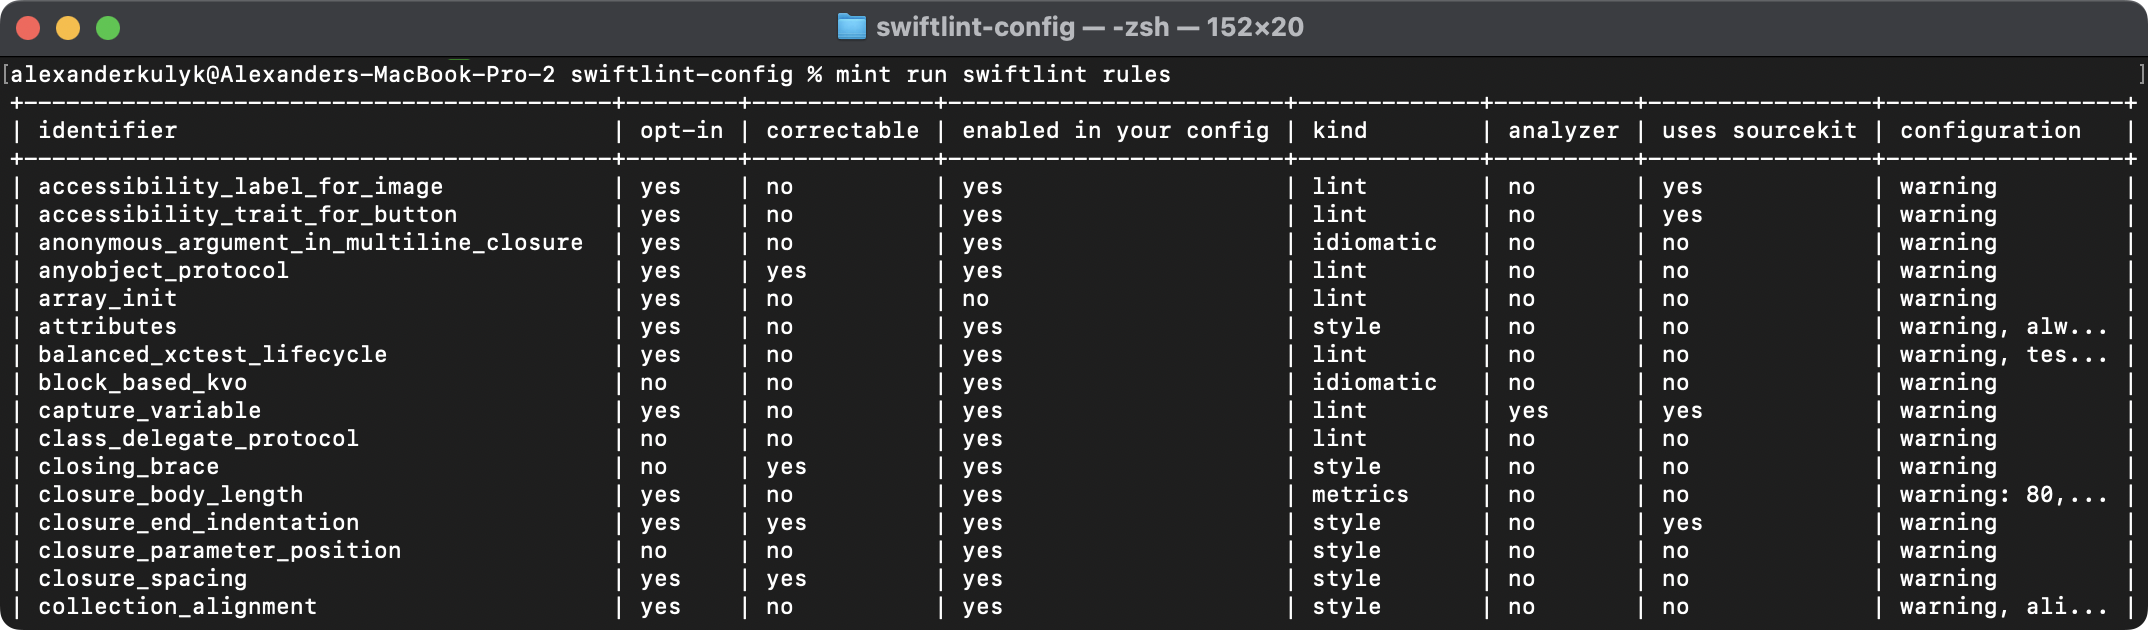 swiftlint-config — -zsh — 152×20
[alexanderkulyk@Alexanders-MacBook-Pro-2 swiftlint-config % mint run swiftlint rules ]
+------------------------------------------+--------+-------------+------------------------+--------------+----------+----------------+------------------+
| identifier                               | opt-in | correctable | enabled in your config | kind        | analyzer | uses sourcekit | configuration   |
+------------------------------------------+--------+-------------+------------------------+--------------+----------+----------------+------------------+
| accessibility_label_for_image            | yes    | no          | yes                    | lint        | no       | yes            | warning         |
| accessibility_trait_for_button           | yes    | no          | yes                    | lint        | no       | yes            | warning         |
| anonymous_argument_in_multiline_closure  | yes    | no          | yes                    | idiomatic   | no       | no             | warning         |
| anyobject_protocol                       | yes    | yes         | yes                    | lint        | no       | no             | warning         |
| array_init                               | yes    | no          | no                     | lint        | no       | no             | warning         |
| attributes                               | yes    | no          | yes                    | style       | no       | no             | warning, alw... |
| balanced_xctest_lifecycle                | yes    | no          | yes                    | lint        | no       | no             | warning, tes... |
| block_based_kvo                          | no     | no          | yes                    | idiomatic   | no       | no             | warning         |
| capture_variable                         | yes    | no          | yes                    | lint        | yes      | yes            | warning         |
| class_delegate_protocol                  | no     | no          | yes                    | lint        | no       | no             | warning         |
| closing_brace                            | no     | yes         | yes                    | style       | no       | no             | warning         |
| closure_body_length                      | yes    | no          | yes                    | metrics     | no       | no             | warning: 80,... |
| closure_end_indentation                  | yes    | yes         | yes                    | style       | no       | yes            | warning         |
| closure_parameter_position               | no     | no          | yes                    | style       | no       | no             | warning         |
| closure_spacing                          | yes    | yes         | yes                    | style       | no       | no             | warning         |
| collection_alignment                     | yes    | no          | yes                    | style       | no       | no             | warning, ali... |